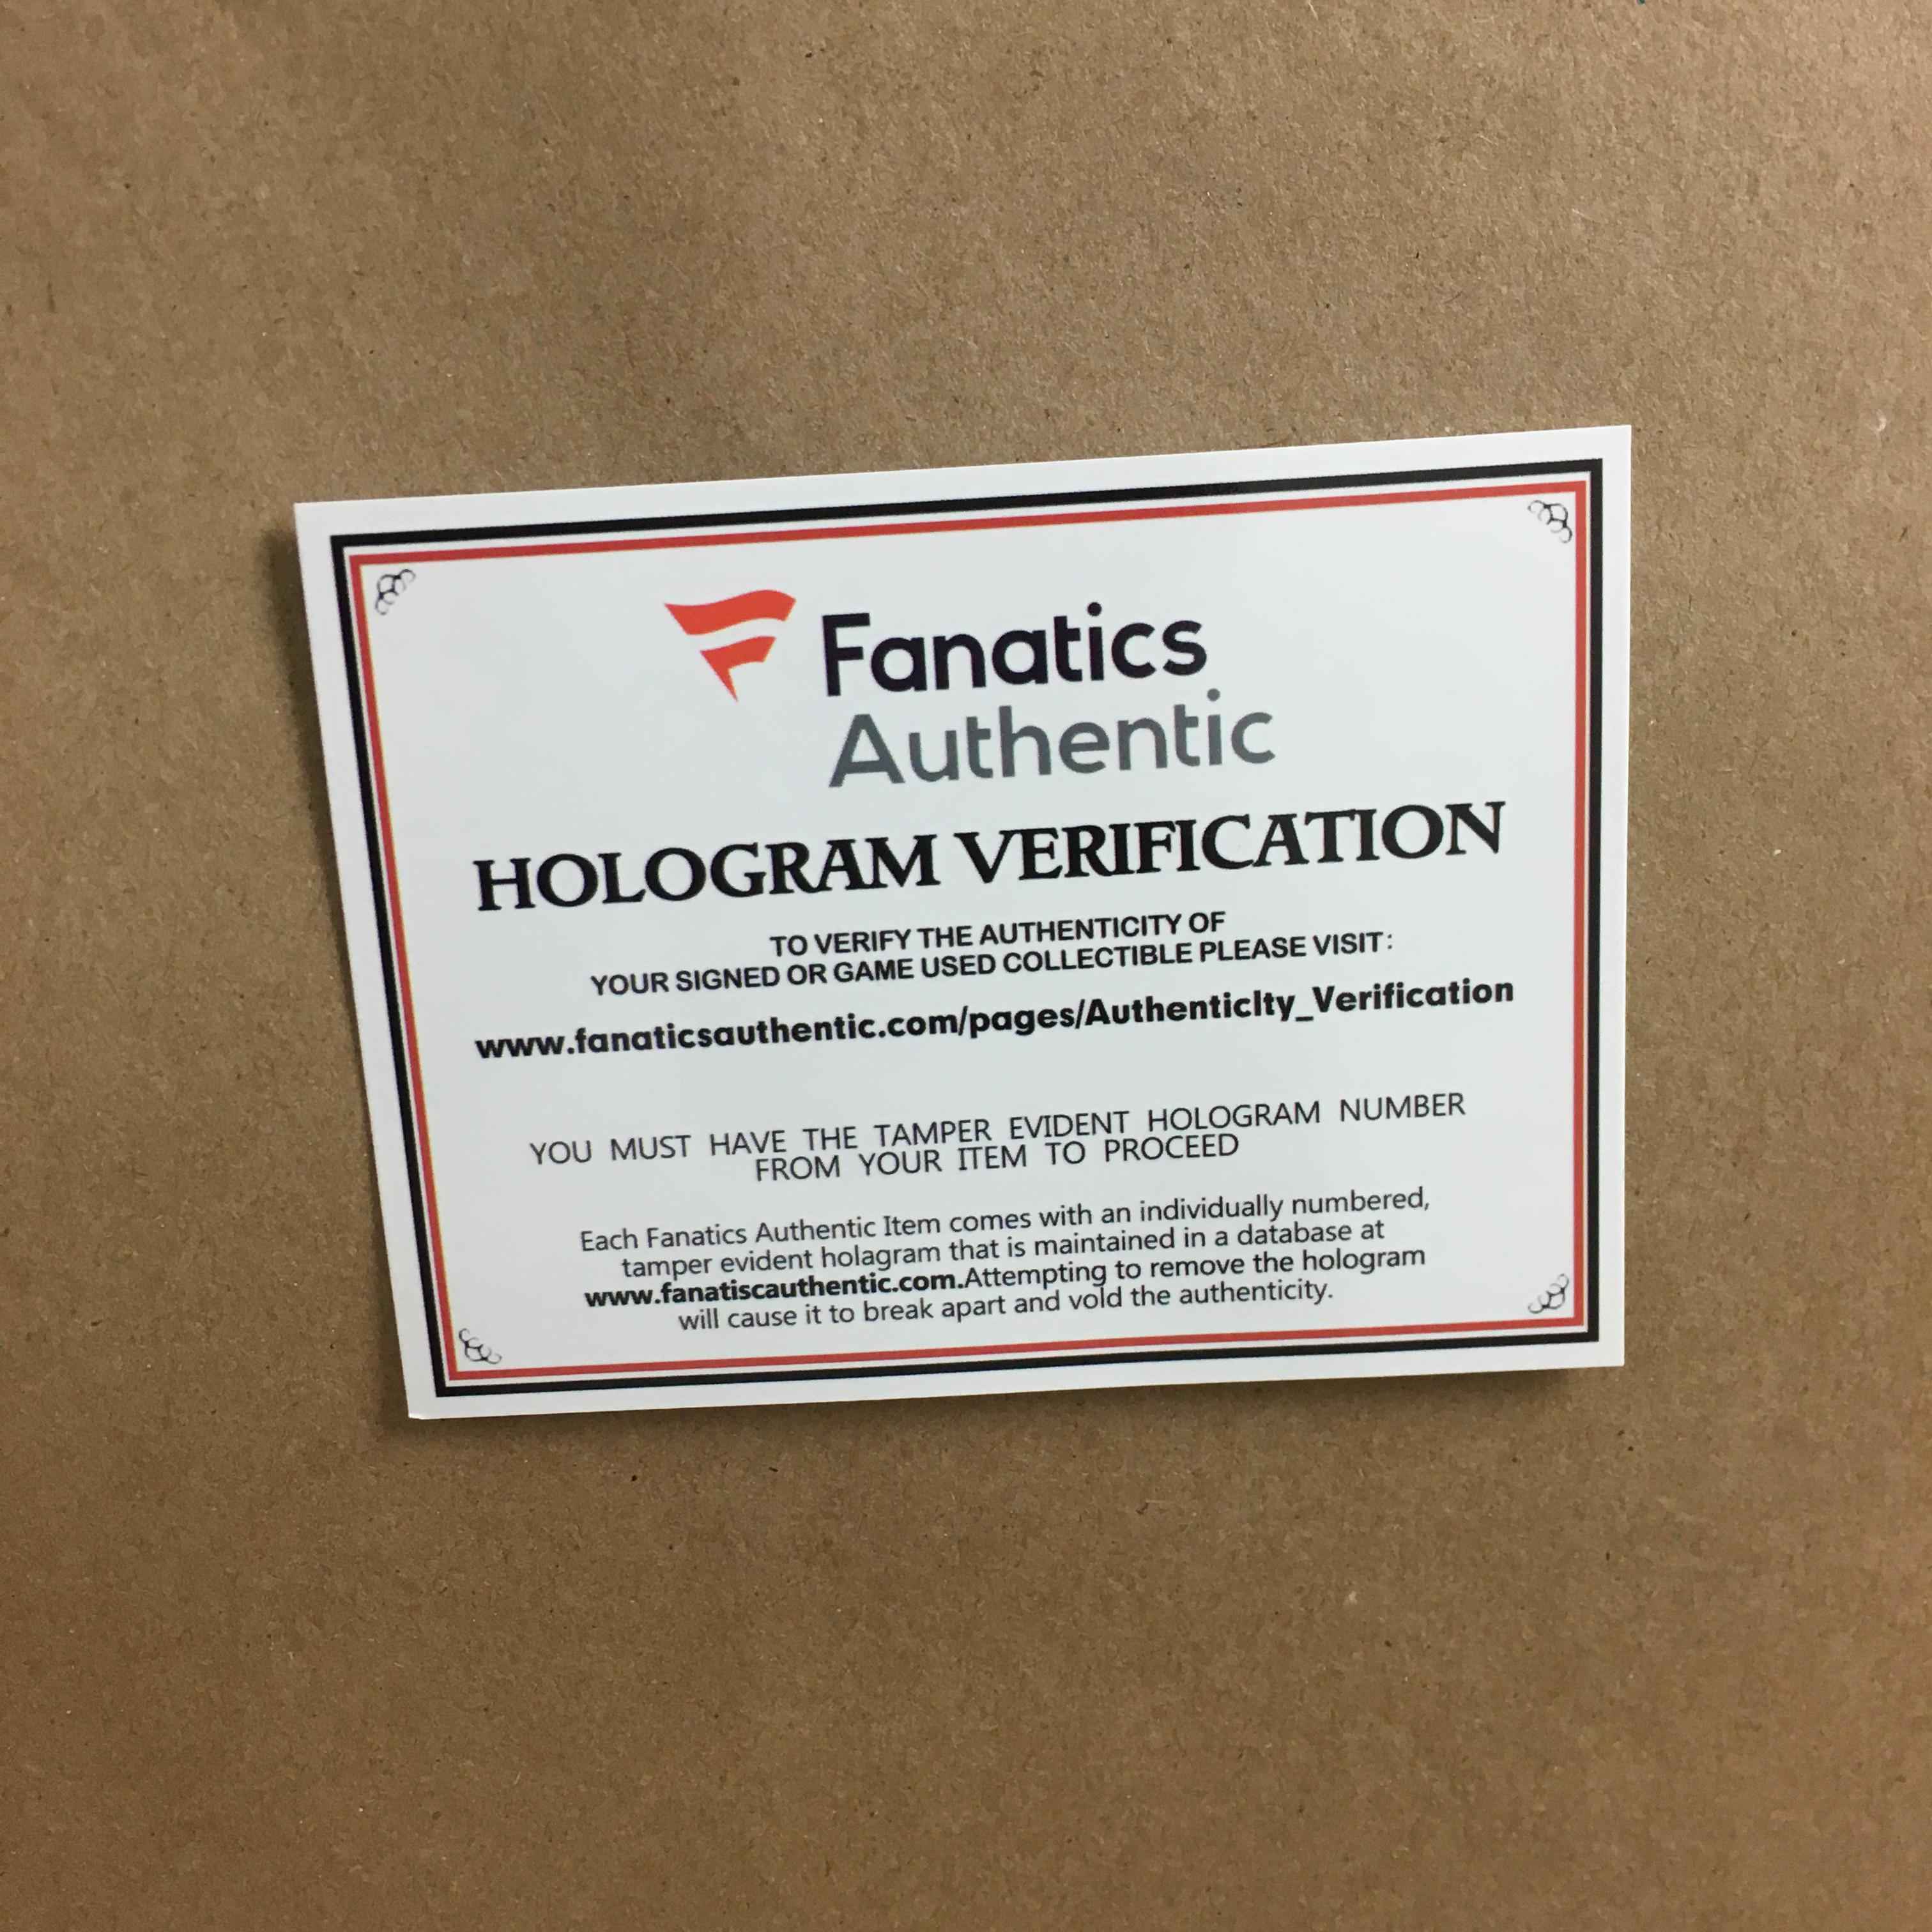 Fanatics
Authentic
HOLOGRAM VERIFICATION
TO VERIFY THE AUTHENTICITY OF
YOUR SIGNED OR GAME USED COLLECTIBLE PLEASE VISIT:
www.fanaticsauthentic.com/pages/AuthenticIty_Verification
YOU MUST HAVE THE TAMPER EVIDENT HOLOGRAM NUMBER
FROM YOUR ITEM TO PROCEED
Each Fanatics Authentic Item comes with an individually numbered,
tamper evident holagram that is maintained in a database at
www.fanatiscauthentic.com.Attempting to remove the hologram
will cause it to break apart and vold the authenticity.